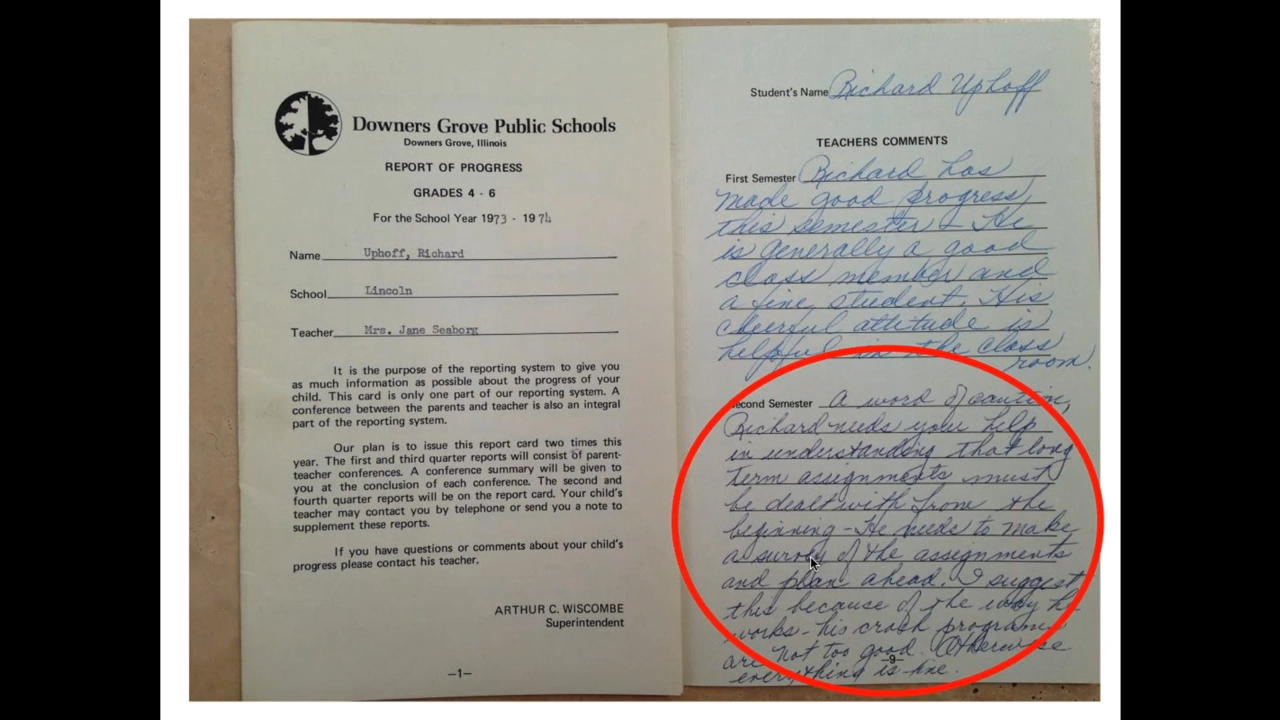 Downers Grove Public Schools
Downers Grove, Illinois
REPORT OF PROGRESS
GRADES 4 - 6
For the School Year 1973 - 1974
Name Uphoff, Richard
School Lincoln
Teacher Mrs. Jane Seaborg
It is the purpose of the reporting system to give you
as much information as possible about the progress of your
child. This card is only one part of our reporting system. A
conference between the parents and teacher is also an integral
part of the reporting system.
Our plan is to issue this report card two times this
year. The first and third quarter reports will consist of parent-
teacher conferences. A conference summary will be given to
you at the conclusion of each conference. The second and
fourth quarter reports will be on the report card. Your child's
teacher may contact you by telephone or send you a note to
supplement these reports.
If you have questions or comments about your child's
progress please contact his teacher.
ARTHUR C. WISCOMBE
Superintendent
—1—
Student's Name Richard Uphoff
TEACHERS COMMENTS
First Semester Richard has
made good progress
this semester. He
is generally a good
class member and
a fine student. His
cheerful attitude is
helpful in the class
room.
Second Semester A word of caution,
Richard needs your help
in understanding that long
term assignments must
be dealt with from the
beginning - He needs to make
a survey of the assignments
and plan ahead. I suggest
this because of the way he
works - his crash programs
are not too good. Otherwise
everything is fine.
—9—